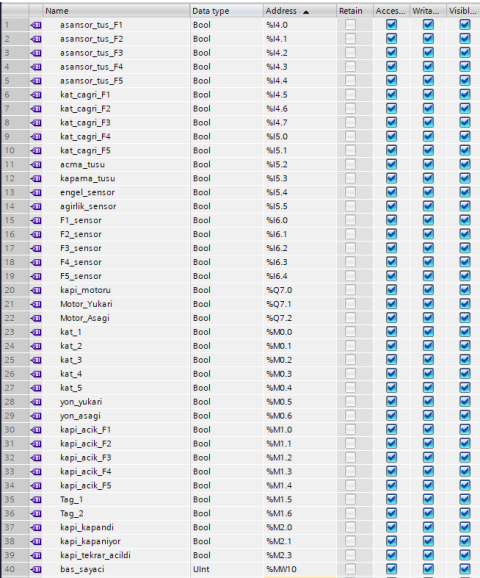 Name Data type Address Retain Acces... Writa... Visibl...
1 asansor_tus_F1 Bool %I4.0
2 asansor_tus_F2 Bool %I4.1
3 asansor_tus_F3 Bool %I4.2
4 asansor_tus_F4 Bool %I4.3
5 asansor_tus_F5 Bool %I4.4
6 kat_cagri_F1 Bool %I4.5
7 kat_cagri_F2 Bool %I4.6
8 kat_cagri_F3 Bool %I4.7
9 kat_cagri_F4 Bool %I5.0
10 kat_cagri_F5 Bool %I5.1
11 acma_tusu Bool %I5.2
12 kapama_tusu Bool %I5.3
13 engel_sensor Bool %I5.4
14 agirlik_sensor Bool %I5.5
15 F1_sensor Bool %I6.0
16 F2_sensor Bool %I6.1
17 F3_sensor Bool %I6.2
18 F4_sensor Bool %I6.3
19 F5_sensor Bool %I6.4
20 kapi_motoru Bool %Q7.0
21 Motor_Yukari Bool %Q7.1
22 Motor_Asagi Bool %Q7.2
23 kat_1 Bool %M0.0
24 kat_2 Bool %M0.1
25 kat_3 Bool %M0.2
26 kat_4 Bool %M0.3
27 kat_5 Bool %M0.4
28 yon_yukari Bool %M0.5
29 yon_asagi Bool %M0.6
30 kapi_acik_F1 Bool %M1.0
31 kapi_acik_F2 Bool %M1.1
32 kapi_acik_F3 Bool %M1.2
33 kapi_acik_F4 Bool %M1.3
34 kapi_acik_F5 Bool %M1.4
35 Tag_1 Bool %M1.5
36 Tag_2 Bool %M1.6
37 kapi_kapandi Bool %M2.0
38 kapi_kapaniyor Bool %M2.1
39 kapi_tekrar_acildi Bool %M2.3
40 bas_sayaci UInt %MW10